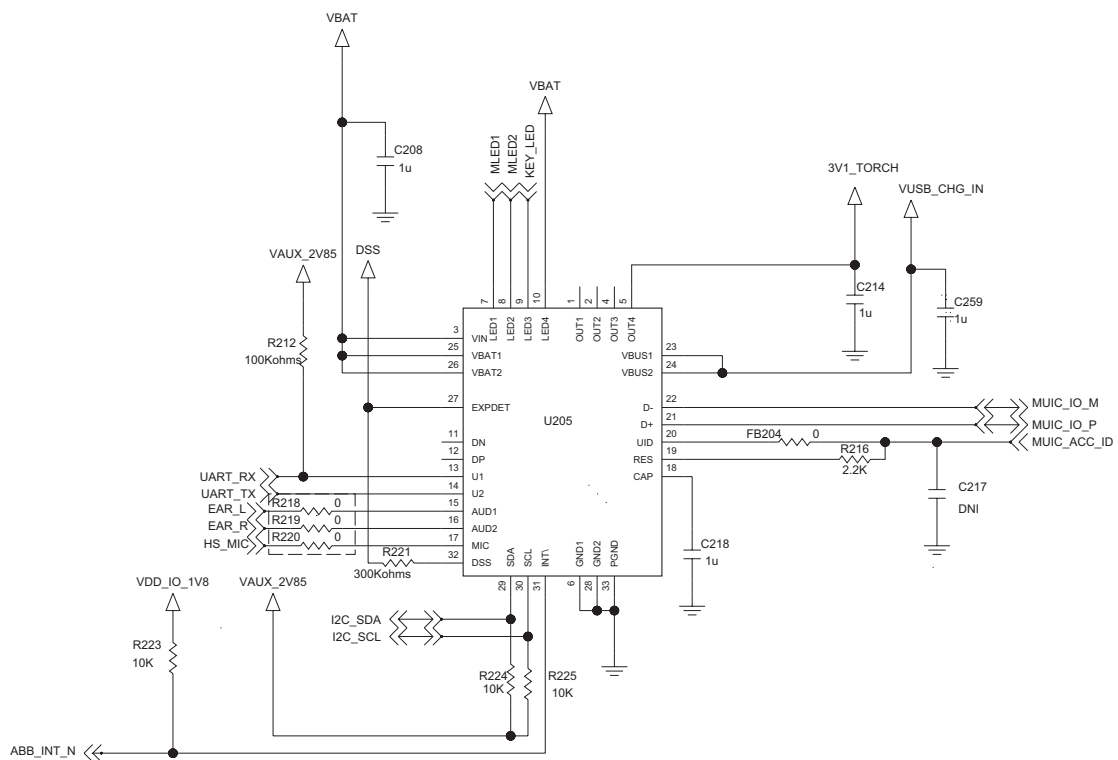 VBAT
VBAT
MLED1
MLED2
KEY_LED
C208
1u
3V1_TORCH
VUSB_CHG_IN
VAUX_2V85
DSS
C214
1u
C259
1u
7
8
9
10
1
2
4
5
LED1
LED2
LED3
LED4
OUT1
OUT2
OUT3
OUT4
R212
100Kohms
3
VIN
25
VBAT1
26
VBAT2
27
EXPDET
11
DN
12
DP
13
U1
14
U2
15
AUD1
16
AUD2
17
MIC
32
DSS
U205
VBUS1
23
VBUS2
24
D-
22
D+
21
UID
20
RES
19
CAP
18
MUIC_IO_M
MUIC_IO_P
MUIC_ACC_ID
FB204
0
R216
2.2K
C217
DNI
UART_RX
UART_TX
EAR_L
EAR_R
HS_MIC
R218
0
R219
0
R220
0
R221
300Kohms
SDA
SCL
INT\
GND1
GND2
PGND
29
30
31
6
28
33
C218
1u
VDD_IO_1V8
VAUX_2V85
I2C_SDA
I2C_SCL
R223
10K
R224
10K
R225
10K
ABB_INT_N